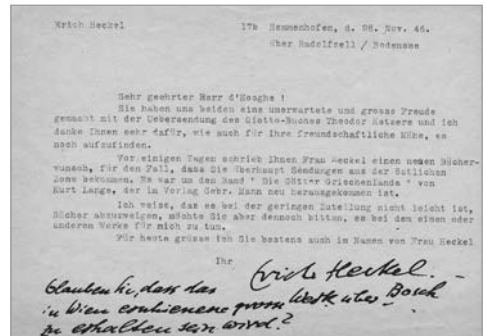 Erich Heckel 17b Hemmenhofen, d. 26. Nov. 46.
über Radolfzell / Bodensee
Sehr geehrter Herr d'Hooghe !
Sie haben uns beiden eine unerwartete und grosse Freude
gemacht mit der Uebersendung des Giotto-Buches Theodor Hetzers und ich
danke Ihnen sehr dafür, wie auch für Ihre freundschaftliche Mühe, es
noch aufzufinden.
Vor einigen Tagen schrieb Ihnen Frau Heckel einen neuen Bücher-
wunsch, für den Fall, dass Sie überhaupt Sendungen aus der östlichen
Zone bekommen. Es war um den Band " Die Götter Griechenlands " von
Kurt Lange, der im Verlag Gebr. Mann neu herausgekommen ist.
Ich weiss, dass es bei der geringen Zuteilung nicht leicht ist,
Bücher abzuzweigen, möchte Sie aber dennoch bitten, es bei dem einen oder
anderen Werke für mich zu tun.
Für heute grüsse ich Sie bestens auch im Namen von Frau Heckel
Ihr
Erich Heckel.
Glauben Sie, dass das
in Wien erschienene grosse Werk über Bosch
zu erhalten sein wird?